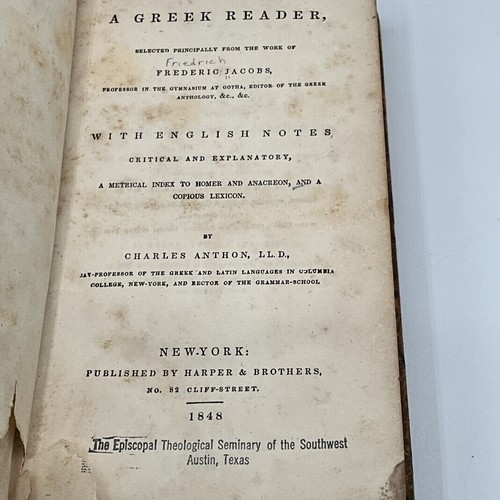 A GREEK READER,
SELECTED PRINCIPALLY FROM THE WORK OF
Friedrich
FREDERIC JACOBS,
PROFESSOR IN THE GYMNASIUM AT GOTHA, EDITOR OF THE GREEK
ANTHOLOGY, &c., &c.
WITH ENGLISH NOTES
CRITICAL AND EXPLANATORY,
A METRICAL INDEX TO HOMER AND ANACREON, AND A
COPIOUS LEXICON.
BY
CHARLES ANTHON, LL.D.,
JAY-PROFESSOR OF THE GREEK AND LATIN LANGUAGES IN COLUMBIA
COLLEGE, NEW-YORK, AND RECTOR OF THE GRAMMAR-SCHOOL
NEW-YORK:
PUBLISHED BY HARPER & BROTHERS,
NO. 82 CLIFF-STREET.
1848
The Episcopal Theological Seminary of the Southwest
Austin, Texas